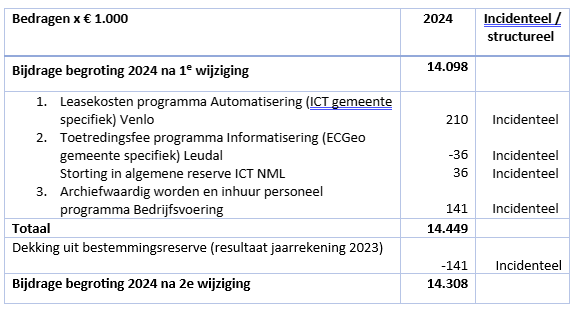 Bedragen x € 1.000 2024 Incidenteel /
structureel
Bijdrage begroting 2024 na 1e wijziging 14.098
1. Leasekosten programma Automatisering (ICT gemeente
specifiek) Venlo 210 Incidenteel
2. Toetredingsfee programma Informatisering (ECGeo
gemeente specifiek) Leudal -36 Incidenteel
Storting in algemene reserve ICT NML 36 Incidenteel
3. Archiefwaardig worden en inhuur personeel
programma Bedrijfsvoering 141 Incidenteel
Totaal 14.449
Dekking uit bestemmingsreserve (resultaat jaarrekening 2023)
-141 Incidenteel
Bijdrage begroting 2024 na 2e wijziging 14.308